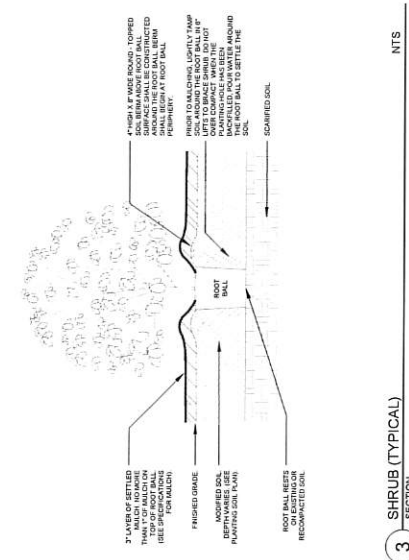 3" LAYER OF SETTLED
MULCH. NO MORE
THAN 1" OF MULCH ON
TOP OF ROOT BALL.
(SEE SPECIFICATIONS
FOR MULCH)
FINISHED GRADE.
MODIFIED SOIL.
DEPTH VARIES. (SEE
PLANTING SOIL PLAN)
ROOT BALL RESTS
ON EXISTING OR
RECOMPACTED SOIL.
ROOT
BALL
4" HIGH X 8" WIDE ROUND - TOPPED
SOIL BERM ABOVE ROOT BALL
SURFACE SHALL BE CONSTRUCTED
AROUND THE ROOT BALL. BERM
SHALL BEGIN AT ROOT BALL
PERIPHERY.
PRIOR TO MULCHING, LIGHTLY TAMP
SOIL AROUND THE ROOT BALL IN 6"
LIFTS TO BRACE SHRUB. DO NOT
OVER COMPACT. WHEN THE
PLANTING HOLE HAS BEEN
BACKFILLED, POUR WATER AROUND
THE ROOT BALL TO SETTLE THE
SOIL.
SCARIFIED SOIL.
3
SHRUB (TYPICAL)
SECTION
NTS